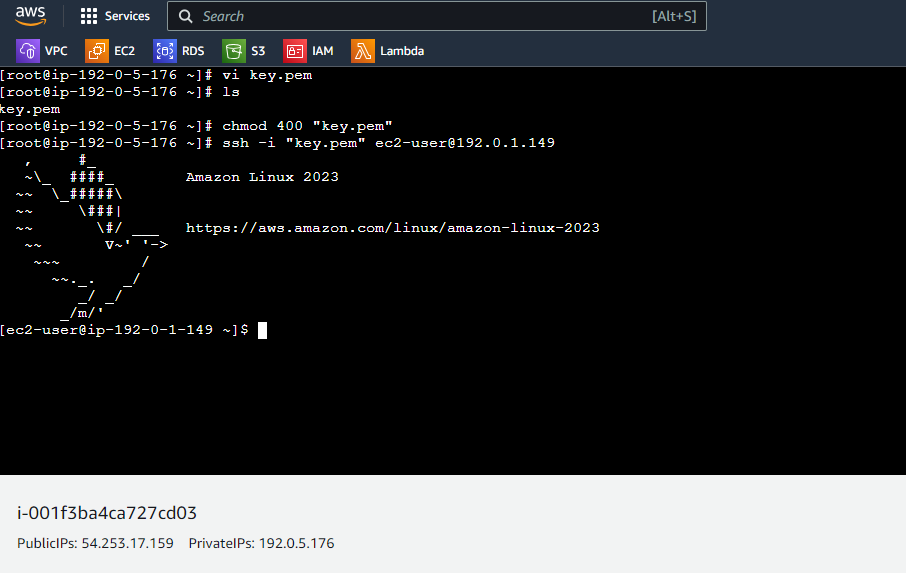 aws Services Search [Alt+S]
VPC EC2 RDS S3 IAM Lambda
[root@ip-192-0-5-176 ~]# vi key.pem
[root@ip-192-0-5-176 ~]# ls
key.pem
[root@ip-192-0-5-176 ~]# chmod 400 "key.pem"
[root@ip-192-0-5-176 ~]# ssh -i "key.pem" ec2-user@192.0.1.149
   ,     #_
   ~\_  ####_        Amazon Linux 2023
  ~~  \_#####\
  ~~     \###|
  ~~       \#/ ___   https://aws.amazon.com/linux/amazon-linux-2023
   ~~       V~' '->
    ~~~         /
      ~~._.   _/
         _/ _/
       _/m/'
[ec2-user@ip-192-0-1-149 ~]$
i-001f3ba4ca727cd03
PublicIPs: 54.253.17.159 PrivateIPs: 192.0.5.176